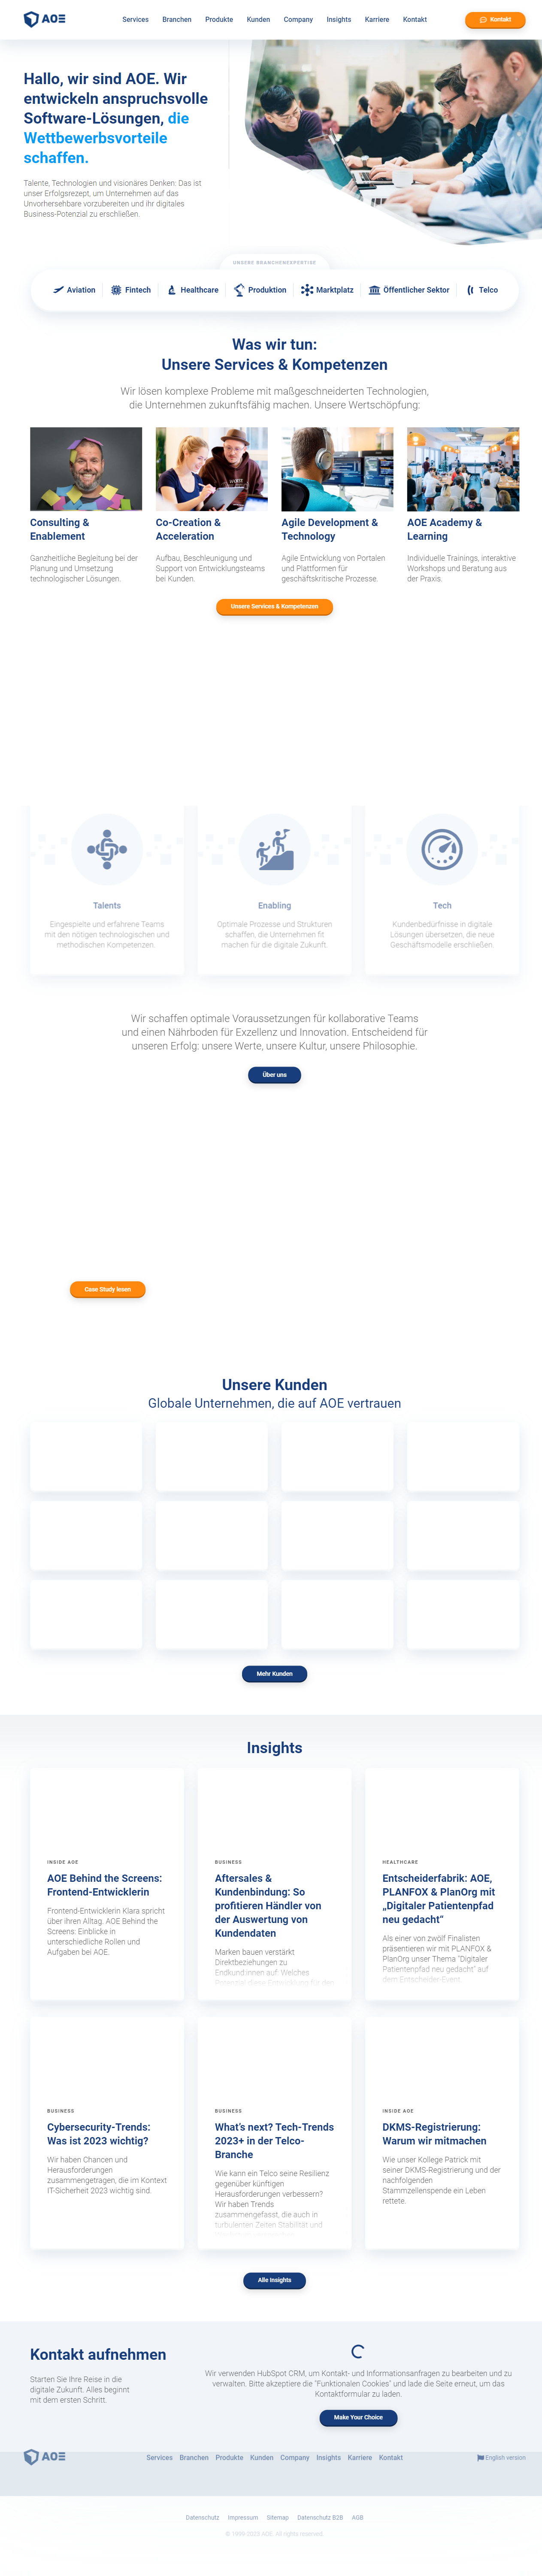 AOE
Services Branchen Produkte Kunden Company Insights Karriere Kontakt
Kontakt
Hallo, wir sind AOE. Wir
entwickeln anspruchsvolle
Software-Lösungen, die
Wettbewerbsvorteile
schaffen.
Talente, Technologien und visionäres Denken: Das ist
unser Erfolgsrezept, um Unternehmen auf das
Unvorhersehbare vorzubereiten und ihr digitales
Business-Potenzial zu erschließen.
UNSERE BRANCHENEXPERTISE
Aviation Fintech Healthcare Produktion Marktplatz Öffentlicher Sektor Telco
Was wir tun:
Unsere Services & Kompetenzen
Wir lösen komplexe Probleme mit maßgeschneiderten Technologien,
die Unternehmen zukunftsfähig machen. Unsere Wertschöpfung:
Consulting &
Enablement
Ganzheitliche Begleitung bei der
Planung und Umsetzung
technologischer Lösungen.
Co-Creation &
Acceleration
Aufbau, Beschleunigung und
Support von Entwicklungsteams
bei Kunden.
Agile Development &
Technology
Agile Entwicklung von Portalen
und Plattformen für
geschäftskritische Prozesse.
AOE Academy &
Learning
Individuelle Trainings, interaktive
Workshops und Beratung aus
der Praxis.
Unsere Services & Kompetenzen
Talents
Eingespielte und erfahrene Teams
mit den nötigen technologischen und
methodischen Kompetenzen.
Enabling
Optimale Prozesse und Strukturen
schaffen, die Unternehmen fit
machen für die digitale Zukunft.
Tech
Kundenbedürfnisse in digitale
Lösungen übersetzen, die neue
Geschäftsmodelle erschließen.
Wir schaffen optimale Voraussetzungen für kollaborative Teams
und einen Nährboden für Exzellenz und Innovation. Entscheidend für
unseren Erfolg: unsere Werte, unsere Kultur, unsere Philosophie.
Über uns
Case Study lesen
Unsere Kunden
Globale Unternehmen, die auf AOE vertrauen
Mehr Kunden
Insights
INSIDE AOE
AOE Behind the Screens:
Frontend-Entwicklerin
Frontend-Entwicklerin Klara spricht
über ihren Alltag. AOE Behind the
Screens: Einblicke in
unterschiedliche Rollen und
Aufgaben bei AOE.
BUSINESS
Aftersales &
Kundenbindung: So
profitieren Händler von
der Auswertung von
Kundendaten
Marken bauen verstärkt
Direktbeziehungen zu
Endkund:innen auf. Welches
HEALTHCARE
Entscheiderfabrik: AOE,
PLANFOX & PlanOrg mit
„Digitaler Patientenpfad
neu gedacht“
Als einer von zwölf Finalisten
präsentieren wir mit PLANFOX &
PlanOrg unser Thema "Digitaler
Patientenpfad neu gedacht" auf
dem Entscheider-Event.
BUSINESS
Cybersecurity-Trends:
Was ist 2023 wichtig?
Wir haben Chancen und
Herausforderungen
zusammengetragen, die im Kontext
IT-Sicherheit 2023 wichtig sind.
BUSINESS
What’s next? Tech-Trends
2023+ in der Telco-
Branche
Wie kann ein Telco seine Resilienz
gegenüber künftigen
Herausforderungen verbessern?
Wir haben Trends
zusammengefasst, die auch in
turbulenten Zeiten Stabilität und
INSIDE AOE
DKMS-Registrierung:
Warum wir mitmachen
Wie unser Kollege Patrick mit
seiner DKMS-Registrierung und der
nachfolgenden
Stammzellenspende ein Leben
rettete.
Alle Insights
Kontakt aufnehmen
Starten Sie Ihre Reise in die
digitale Zukunft. Alles beginnt
mit dem ersten Schritt.
Wir verwenden HubSpot CRM, um Kontakt- und Informationsanfragen zu bearbeiten und zu
verwalten. Bitte akzeptiere die "Funktionalen Cookies" und lade die Seite erneut, um das
Kontaktformular zu laden.
Make Your Choice
AOE
Services Branchen Produkte Kunden Company Insights Karriere Kontakt
English version
Datenschutz Impressum Sitemap Datenschutz B2B AGB
© 1999-2023 AOE. All rights reserved.